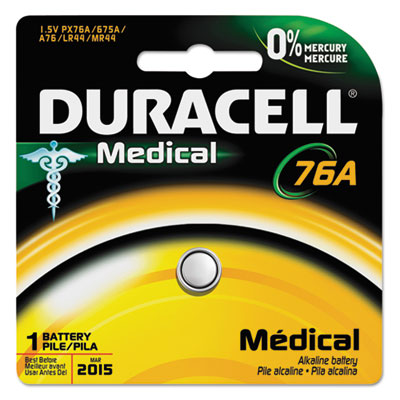 1.5V PX76A/675A/
A76/LR44/MR44
0% MERCURY
MERCURE
DURACELL®
Medical
76A
1 BATTERY
PILE/PILA
Best Before
Meilleur avant
Usar Antes Del
MAR
2015
Médical
Alkaline battery
Pile alcaline • Pila alcalina